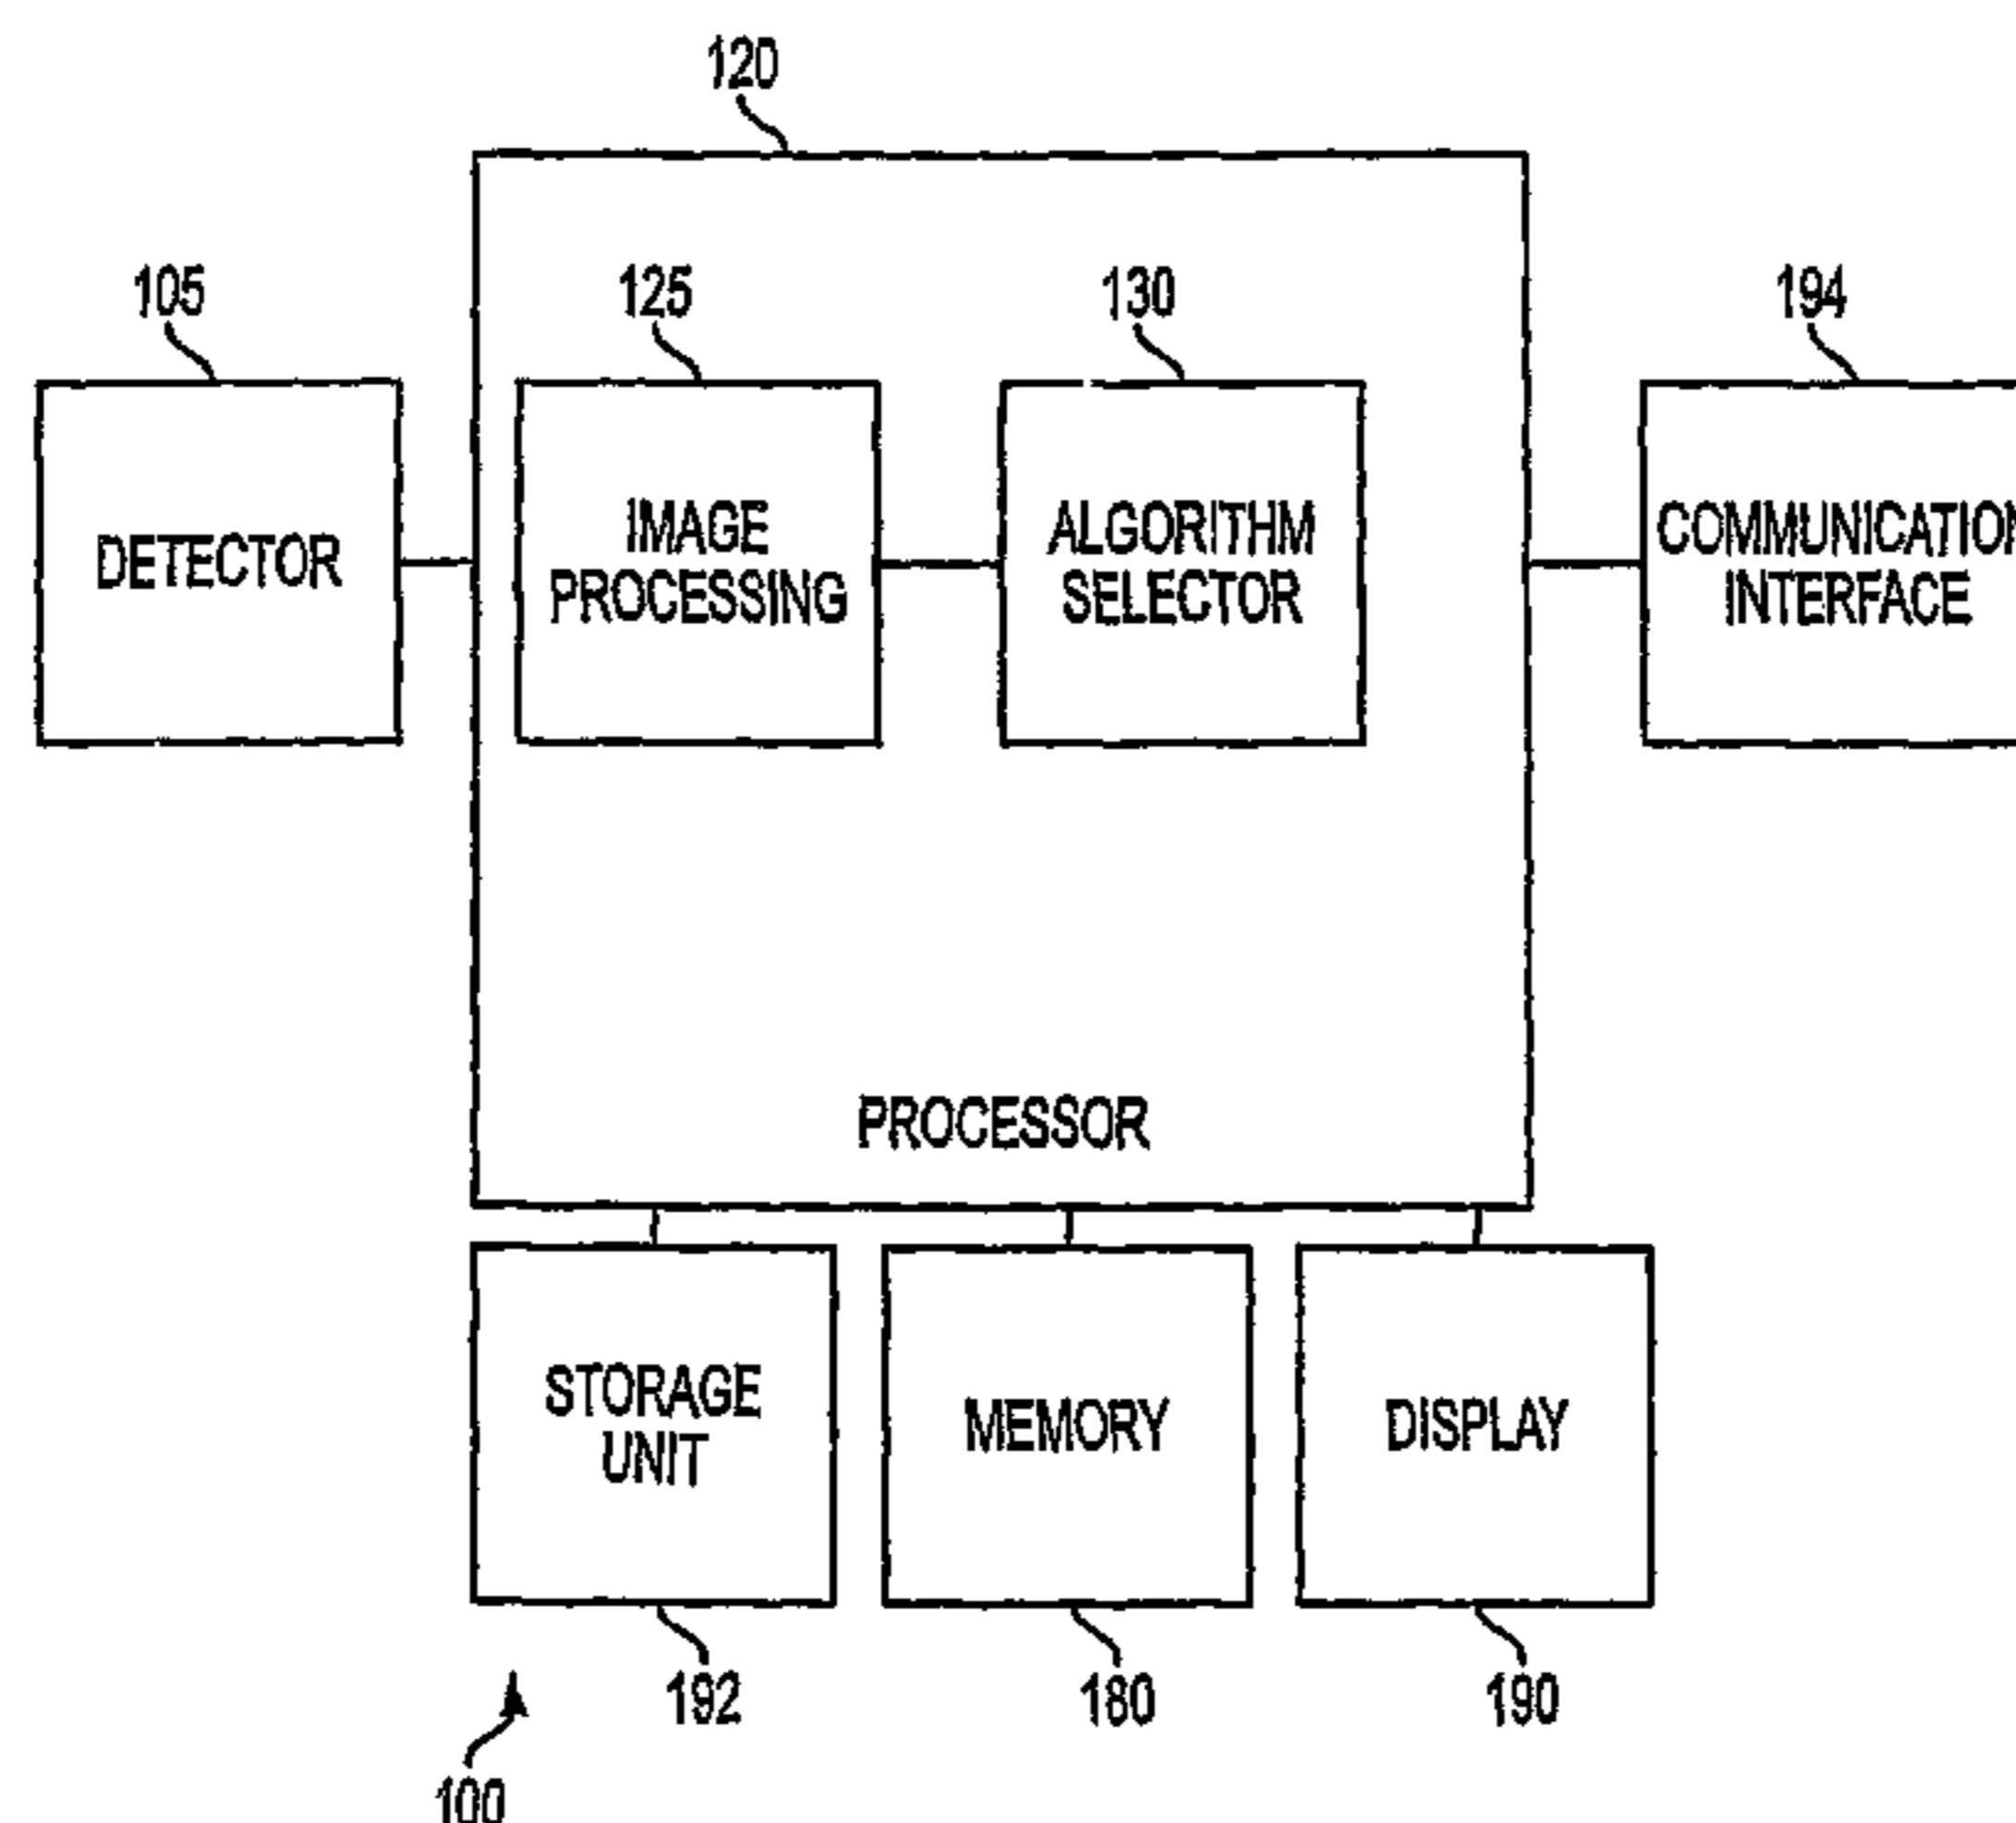 120
105
125
130
194
DETECTOR
IMAGE
PROCESSING
ALGORITHM
SELECTOR
COMMUNICATION
INTERFACE
PROCESSOR
STORAGE
UNIT
MEMORY
DISPLAY
192
180
190
100